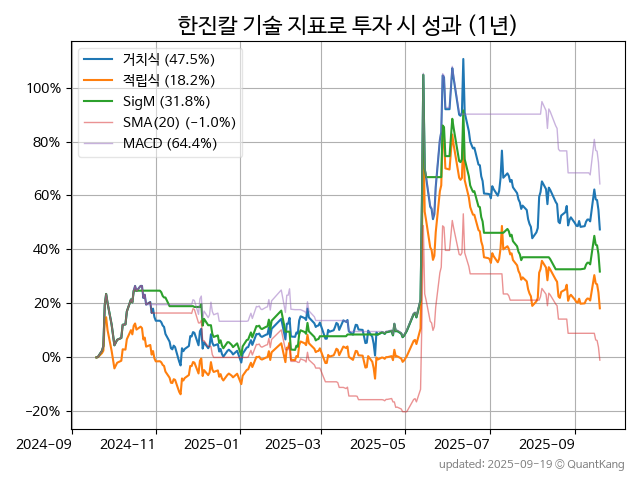 한진칼 기술 지표로 투자 시 성과 (1년)
거치식 (47.5%)
적립식 (18.2%)
SigM (31.8%)
SMA(20) (−1.0%)
MACD (64.4%)
100%
80%
60%
40%
20%
0%
−20%
2024-09 2024-11 2025-01 2025-03 2025-05 2025-07 2025-09
updated: 2025-09-19 © QuantKang